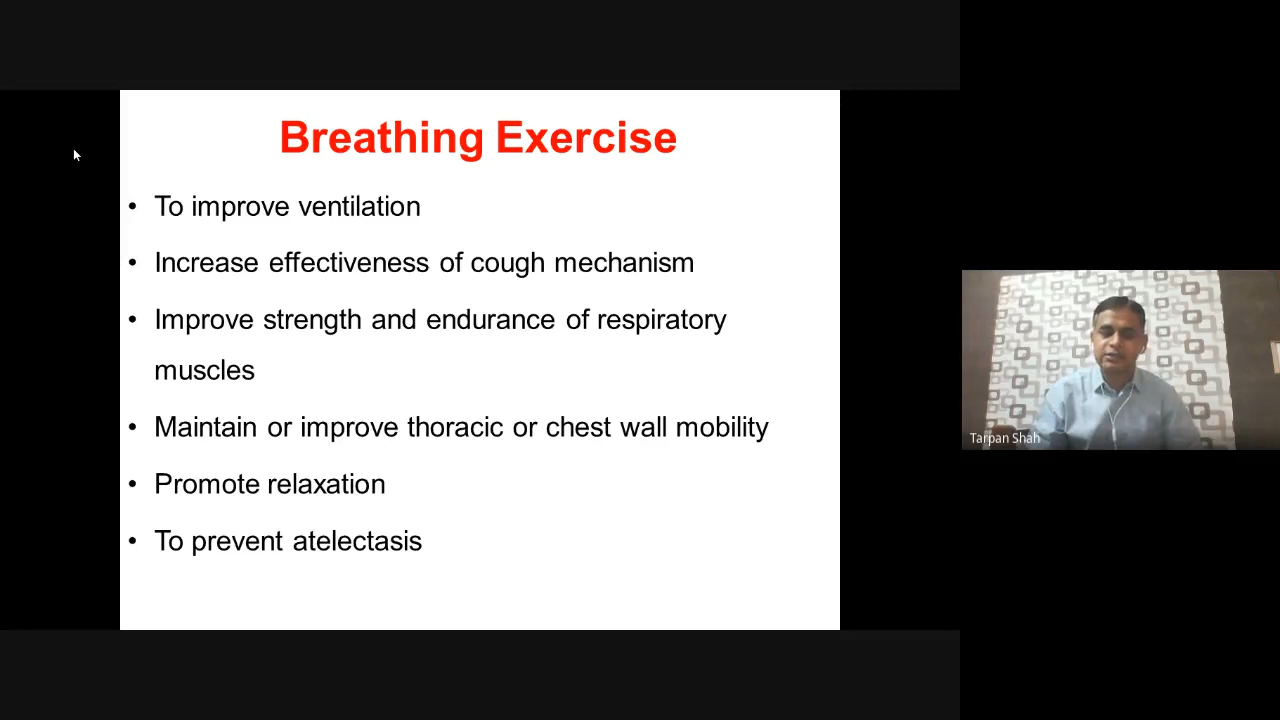 Breathing Exercise
• To improve ventilation
• Increase effectiveness of cough mechanism
• Improve strength and endurance of respiratory
muscles
• Maintain or improve thoracic or chest wall mobility
• Promote relaxation
• To prevent atelectasis
Tarpan Shah